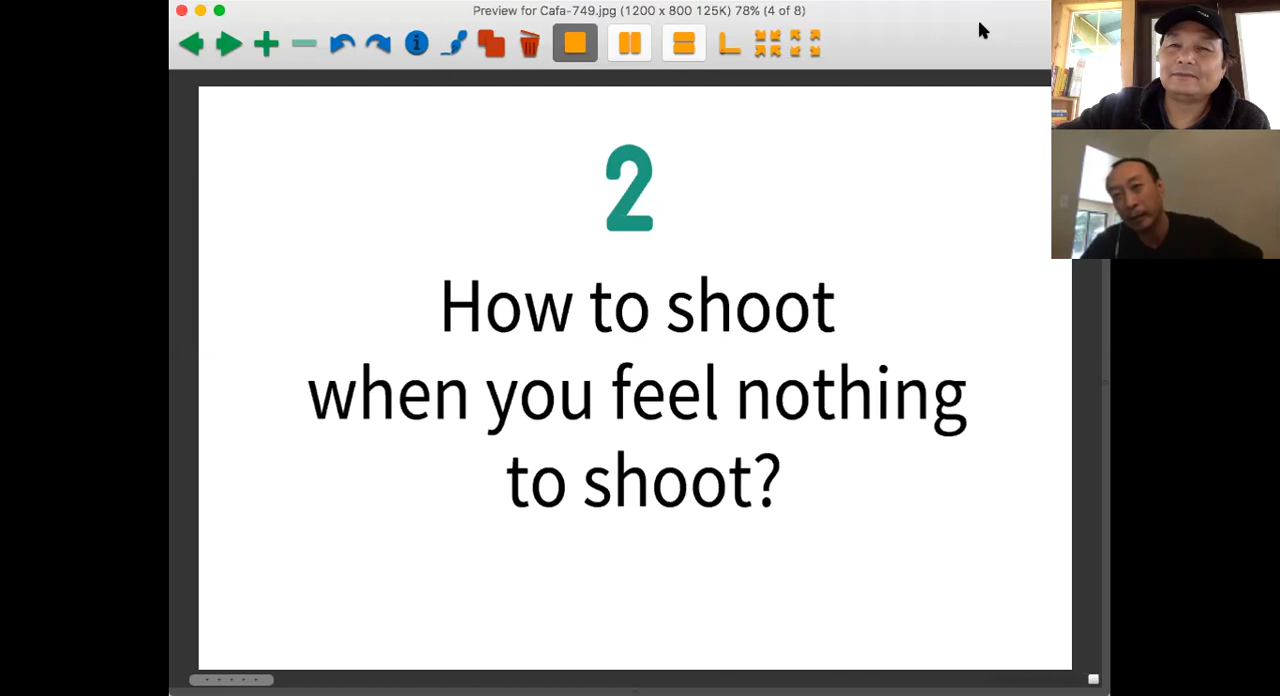 Preview for Cafa-749.jpg (1200 x 800 125K) 78% (4 of 8)
2
How to shoot
when you feel nothing
to shoot?